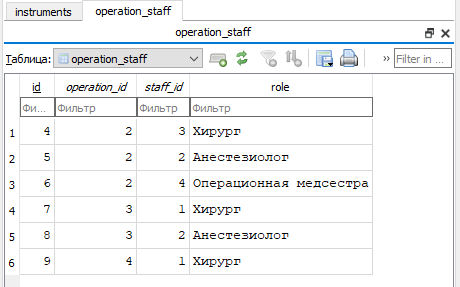 instruments operation_staff
operation_staff
Таблица: operation_staff » Filter in ...
id operation_id staff_id role
Фи... Фильтр Фильтр Фильтр
1 4 2 3 Хирург
2 5 2 2 Анестезиолог
3 6 2 4 Операционная медсестра
4 7 3 1 Хирург
5 8 3 2 Анестезиолог
6 9 4 1 Хирург